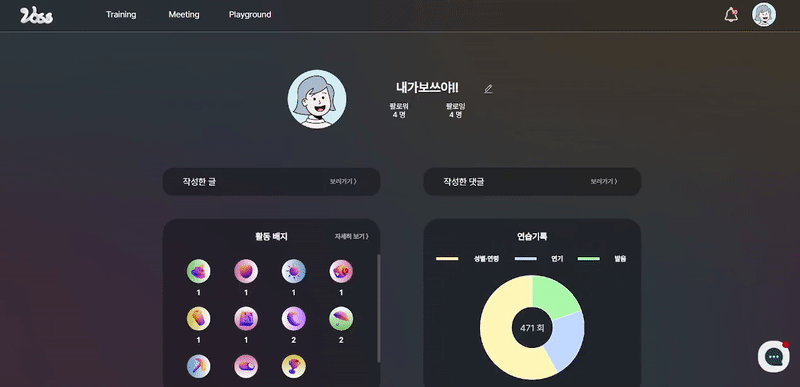 Voss
Training
Meeting
Playground
내가보쓰야!!
팔로워
4 명
팔로잉
4 명
작성한 글
보러가기 〉
작성한 댓글
보러가기 〉
활동 배지
자세히 보기 〉
1
1
1
1
1
1
2
2
연습기록
성별·연령
연기
발음
471 회